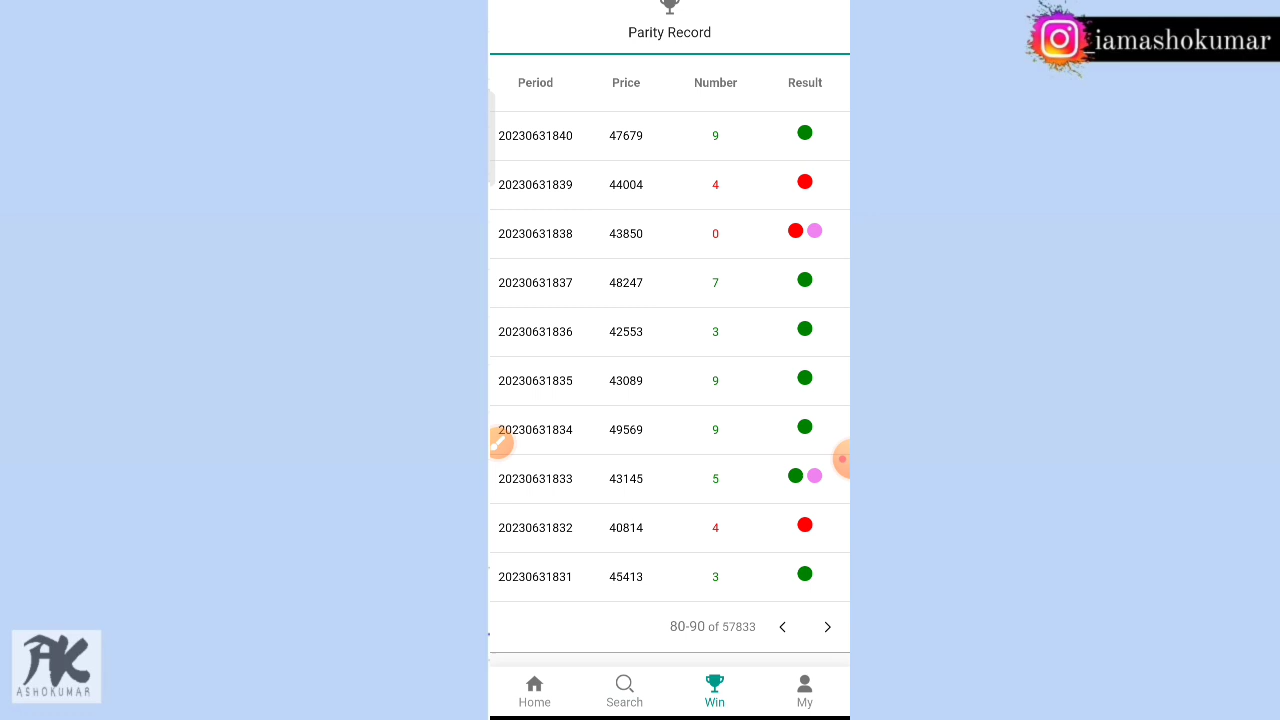 _iamashokumar
Parity Record
Period Price Number Result
20230631840 47679 9
20230631839 44004 4
20230631838 43850 0
20230631837 48247 7
20230631836 42553 3
20230631835 43089 9
20230631834 49569 9
20230631833 43145 5
20230631832 40814 4
20230631831 45413 3
80-90 of 57833
Home Search Win My
AK
ASHOKUMAR